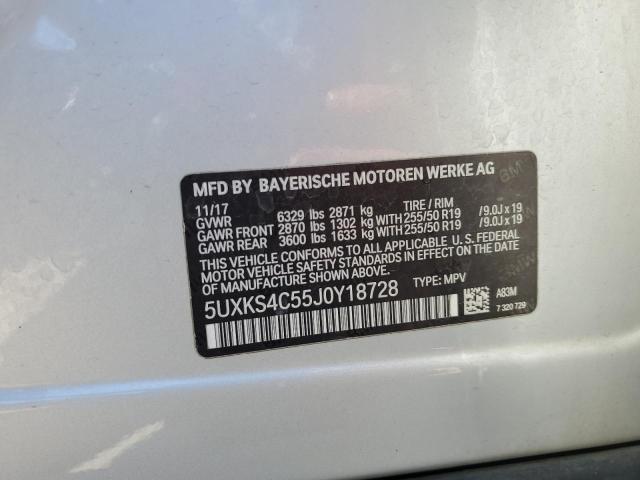 MFD BY BAYERISCHE MOTOREN WERKE AG
11/17 TIRE / RIM
GVWR 6329 lbs 2871 kg
GAWR FRONT 2870 lbs 1302 kg WITH 255/50 R19 /9.0J x 19
GAWR REAR 3600 lbs 1633 kg WITH 255/50 R19 /9.0J x 19
THIS VEHICLE CONFORMS TO ALL APPLICABLE U.S. FEDERAL
SAFETY AND THEFT PREVENTION STANDARDS IN EFFECT ON THE DATE
OF MANUFACTURE SHOWN ABOVE.
5UXKS4C55J0Y18728 TYPE: MPV
A83M
7 320 729